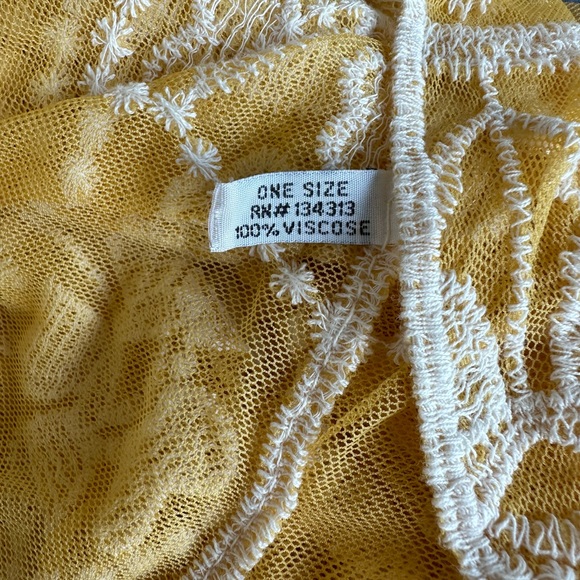 ONE SIZE
RN# 134313
100% VISCOSE